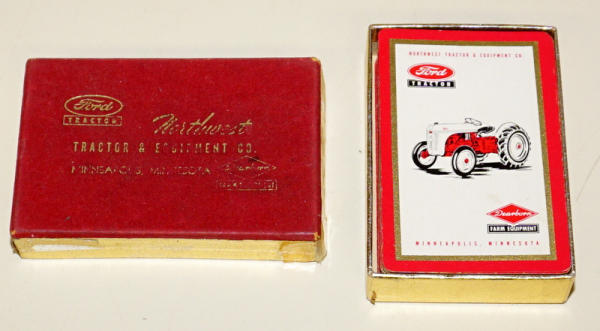 Ford
TRACTOR
Northwest
TRACTOR & EQUIPMENT CO.
MINNEAPOLIS, MINNESOTA
Dearborn
NORTHWEST TRACTOR & EQUIPMENT CO.
Ford
TRACTOR
Dearborn
FARM EQUIPMENT
MINNEAPOLIS, MINNESOTA